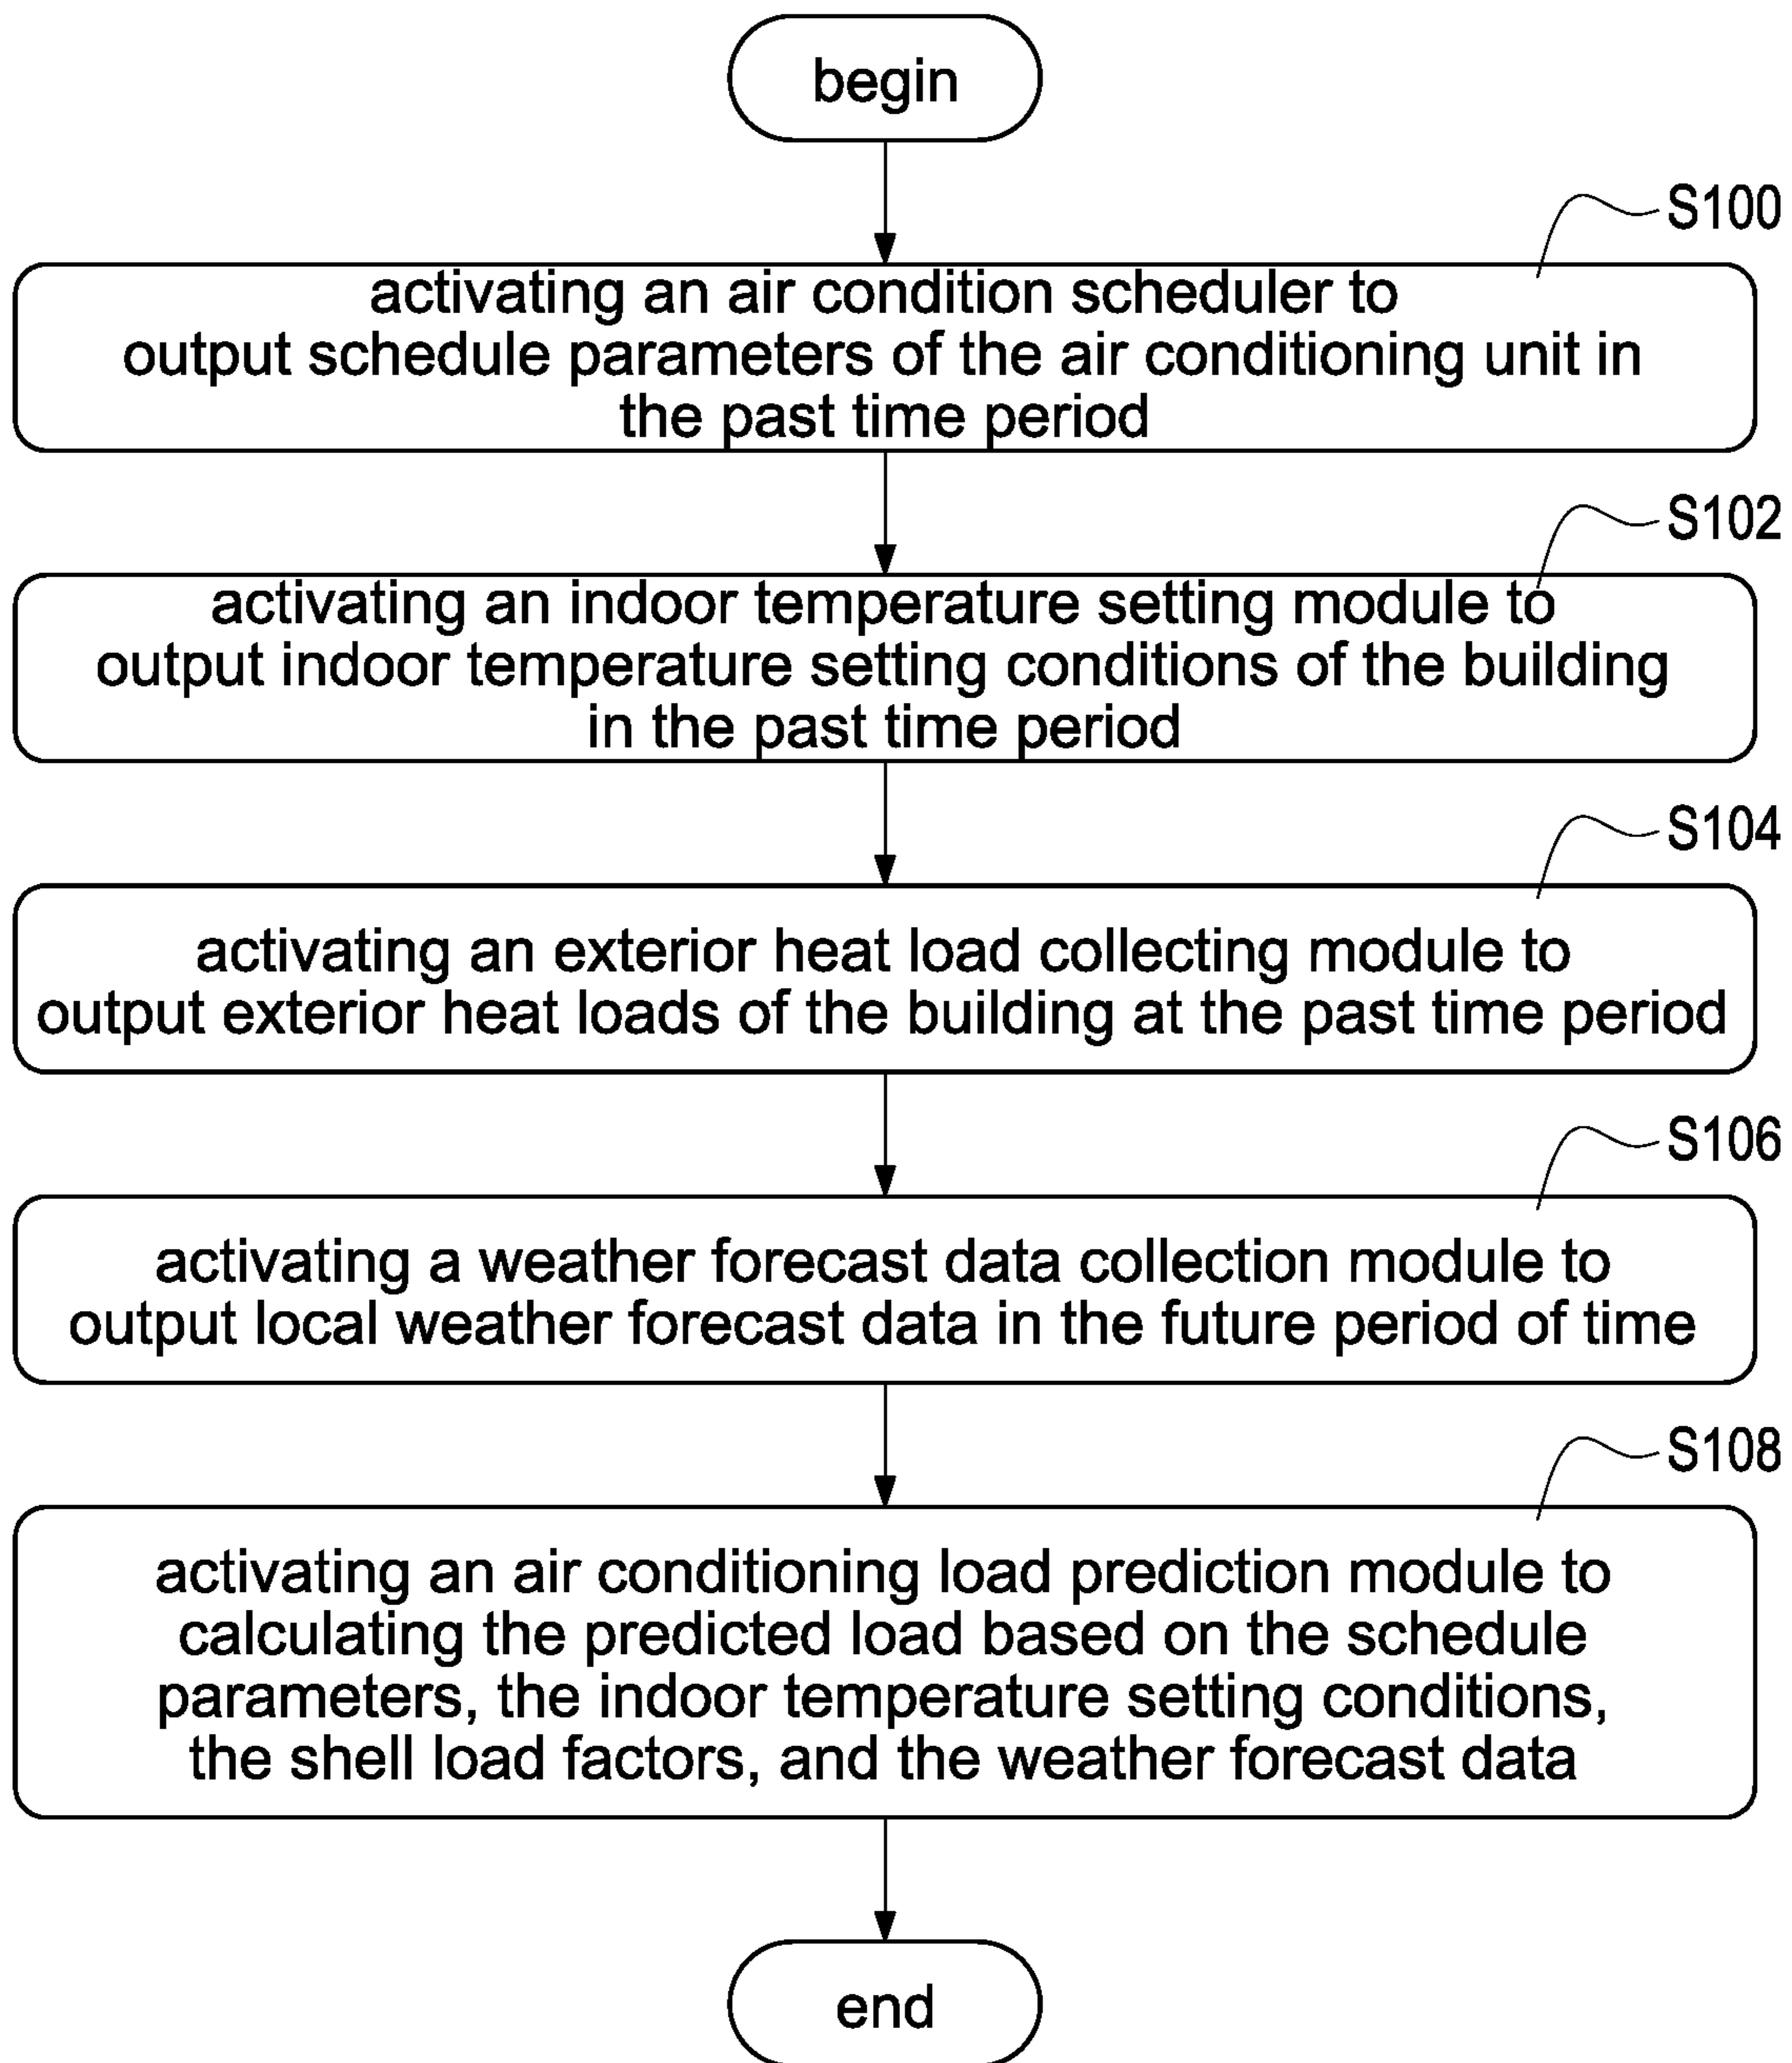 begin
S100
activating an air condition scheduler to
output schedule parameters of the air conditioning unit in
the past time period
S102
activating an indoor temperature setting module to
output indoor temperature setting conditions of the building
in the past time period
S104
activating an exterior heat load collecting module to
output exterior heat loads of the building at the past time period
S106
activating a weather forecast data collection module to
output local weather forecast data in the future period of time
S108
activating an air conditioning load prediction module to
calculating the predicted load based on the schedule
parameters, the indoor temperature setting conditions,
the shell load factors, and the weather forecast data
end